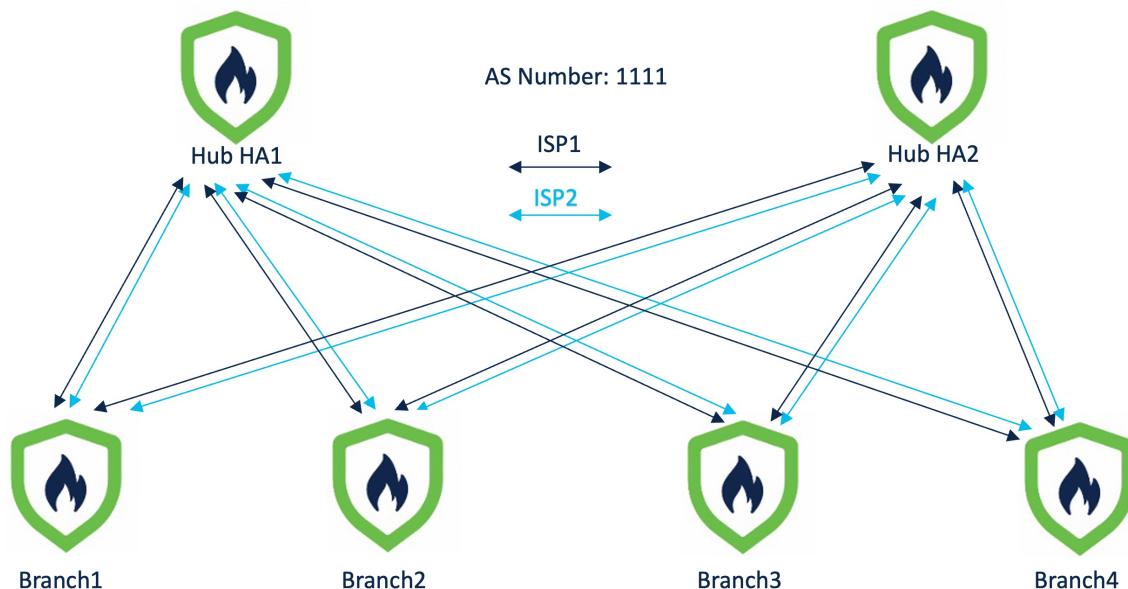 AS Number: 1111
ISP1
Hub HA1
Hub HA2
ISP2
Branch1
Branch2
Branch3
Branch4